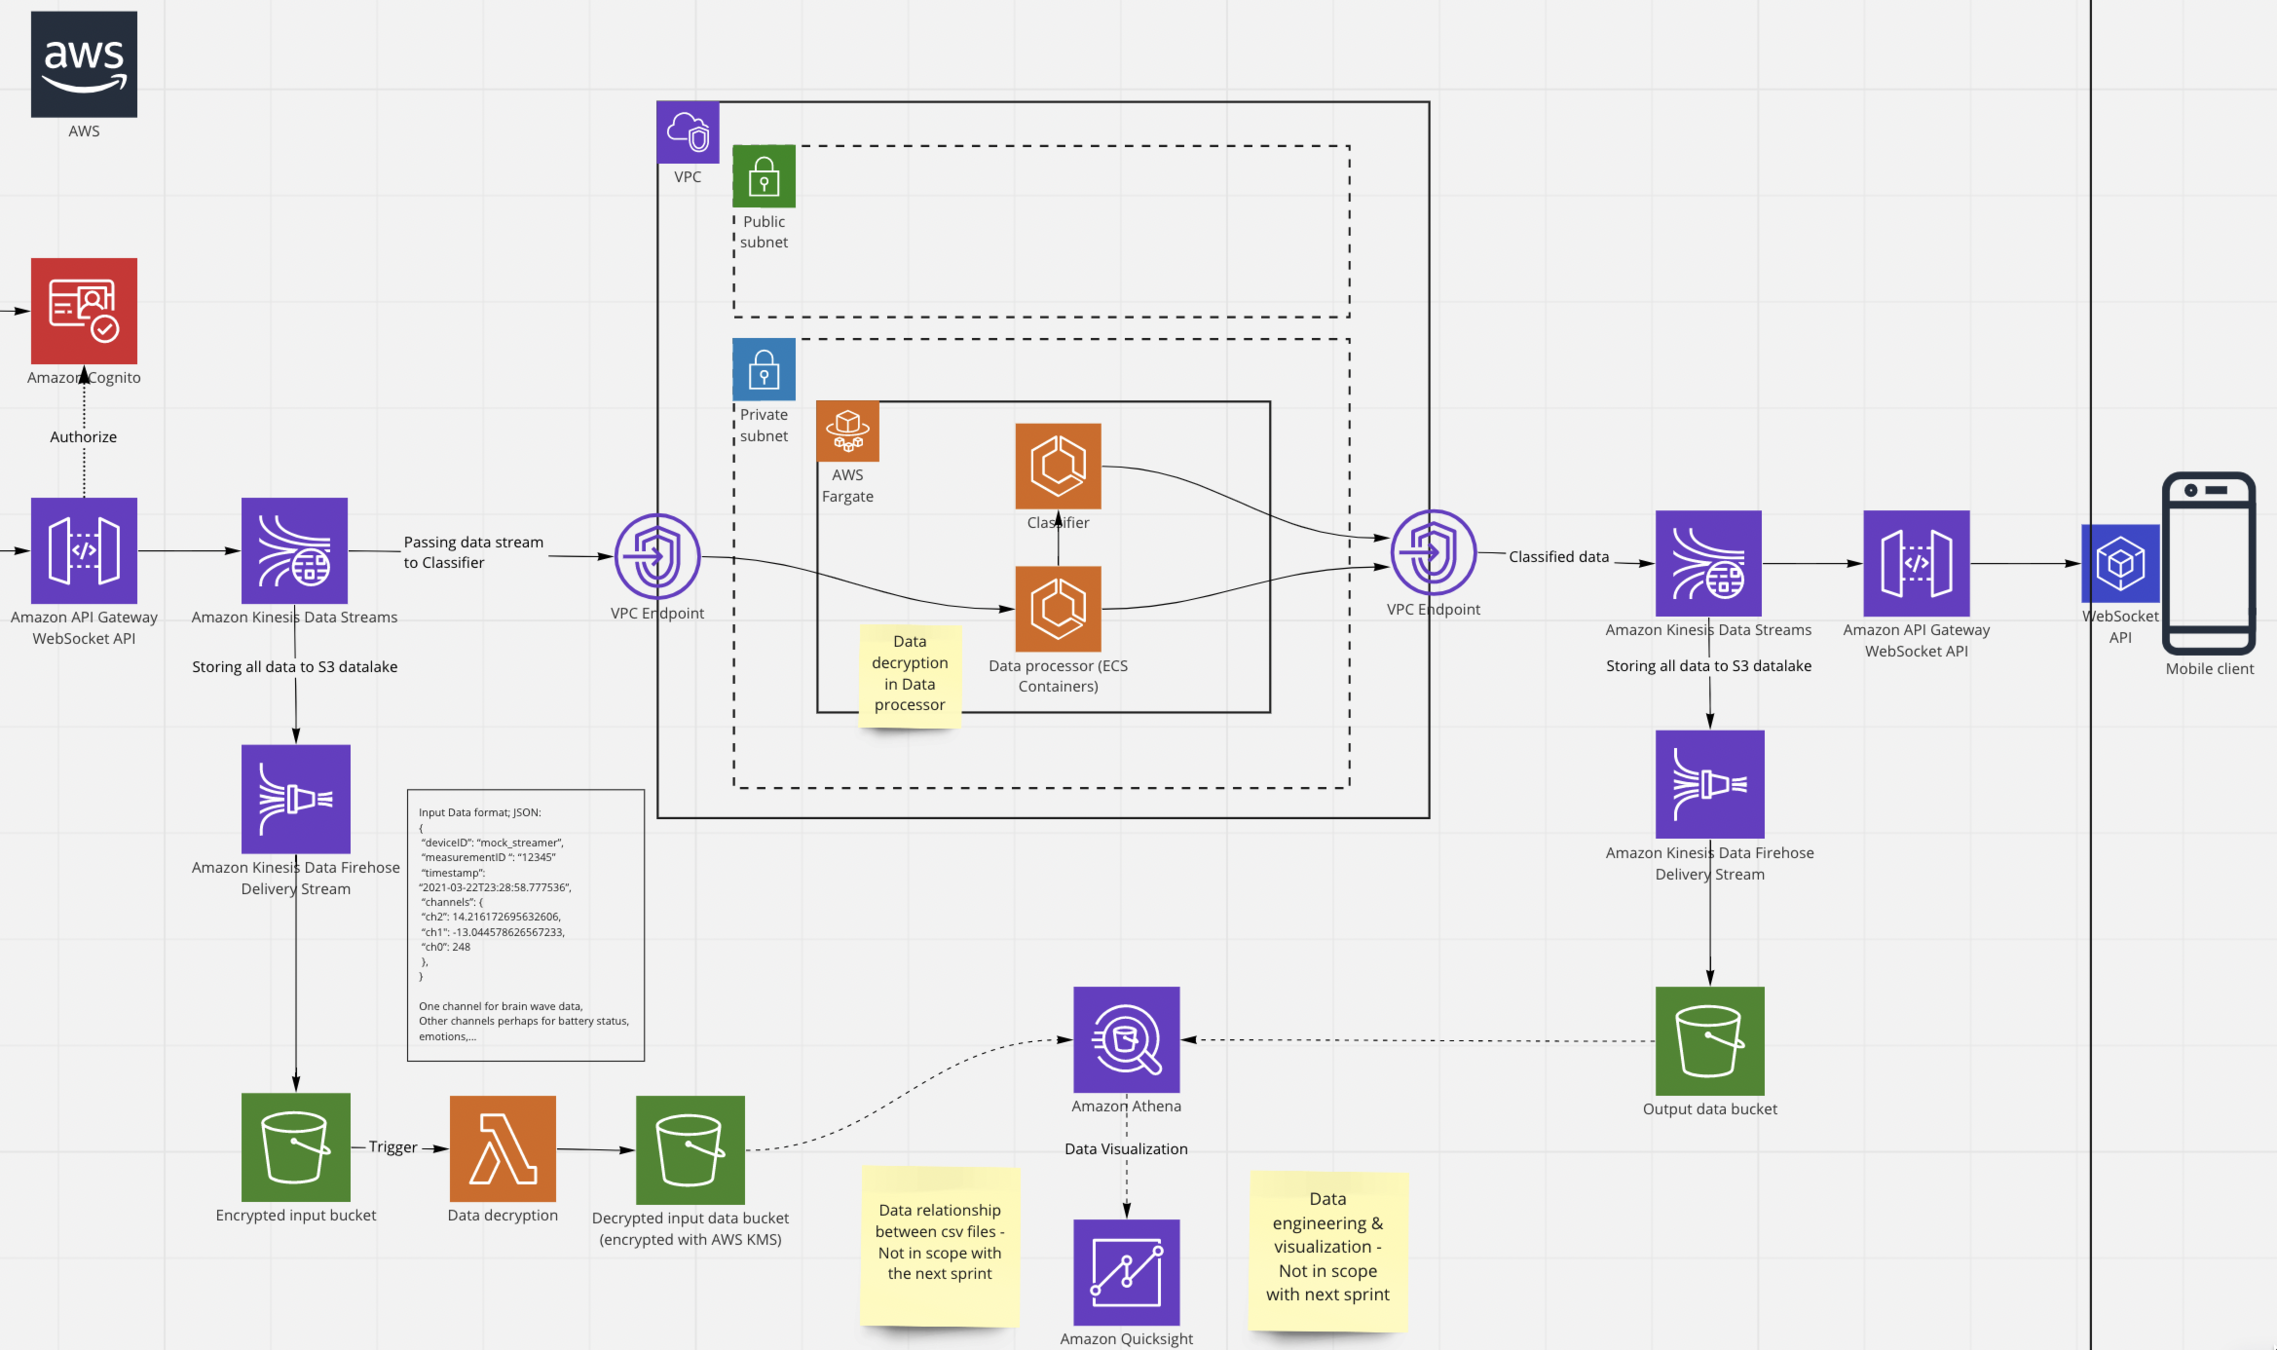 aws
AWS
VPC
Public
subnet
Amazon Cognito
Private
subnet
Authorize
AWS
Fargate
Classifier
Passing data stream
to Classifier
Classified data
VPC Endpoint
VPC Endpoint
Amazon API Gateway
WebSocket API
Amazon Kinesis Data Streams
Data
decryption
in Data
processor
Data processor (ECS
Containers)
Amazon Kinesis Data Streams
Amazon API Gateway
WebSocket API
WebSocket
API
Mobile client
Storing all data to S3 datalake
Storing all data to S3 datalake
Input Data format; JSON:
{
“deviceID”: “mock_streamer”,
“measurementID “: “12345”
“timestamp”:
“2021-03-22T23:28:58.777536”,
“channels”: {
“ch2”: 14.216172695632606,
“ch1": -13.044578626567233,
“ch0”: 248
},
}
One channel for brain wave data,
Other channels perhaps for battery status,
emotions,...
Amazon Kinesis Data Firehose
Delivery Stream
Amazon Kinesis Data Firehose
Delivery Stream
Amazon Athena
Output data bucket
Trigger
Data Visualization
Encrypted input bucket
Data decryption
Decrypted input data bucket
(encrypted with AWS KMS)
Data relationship
between csv files -
Not in scope with
the next sprint
Data
engineering &
visualization -
Not in scope
with next sprint
Amazon Quicksight